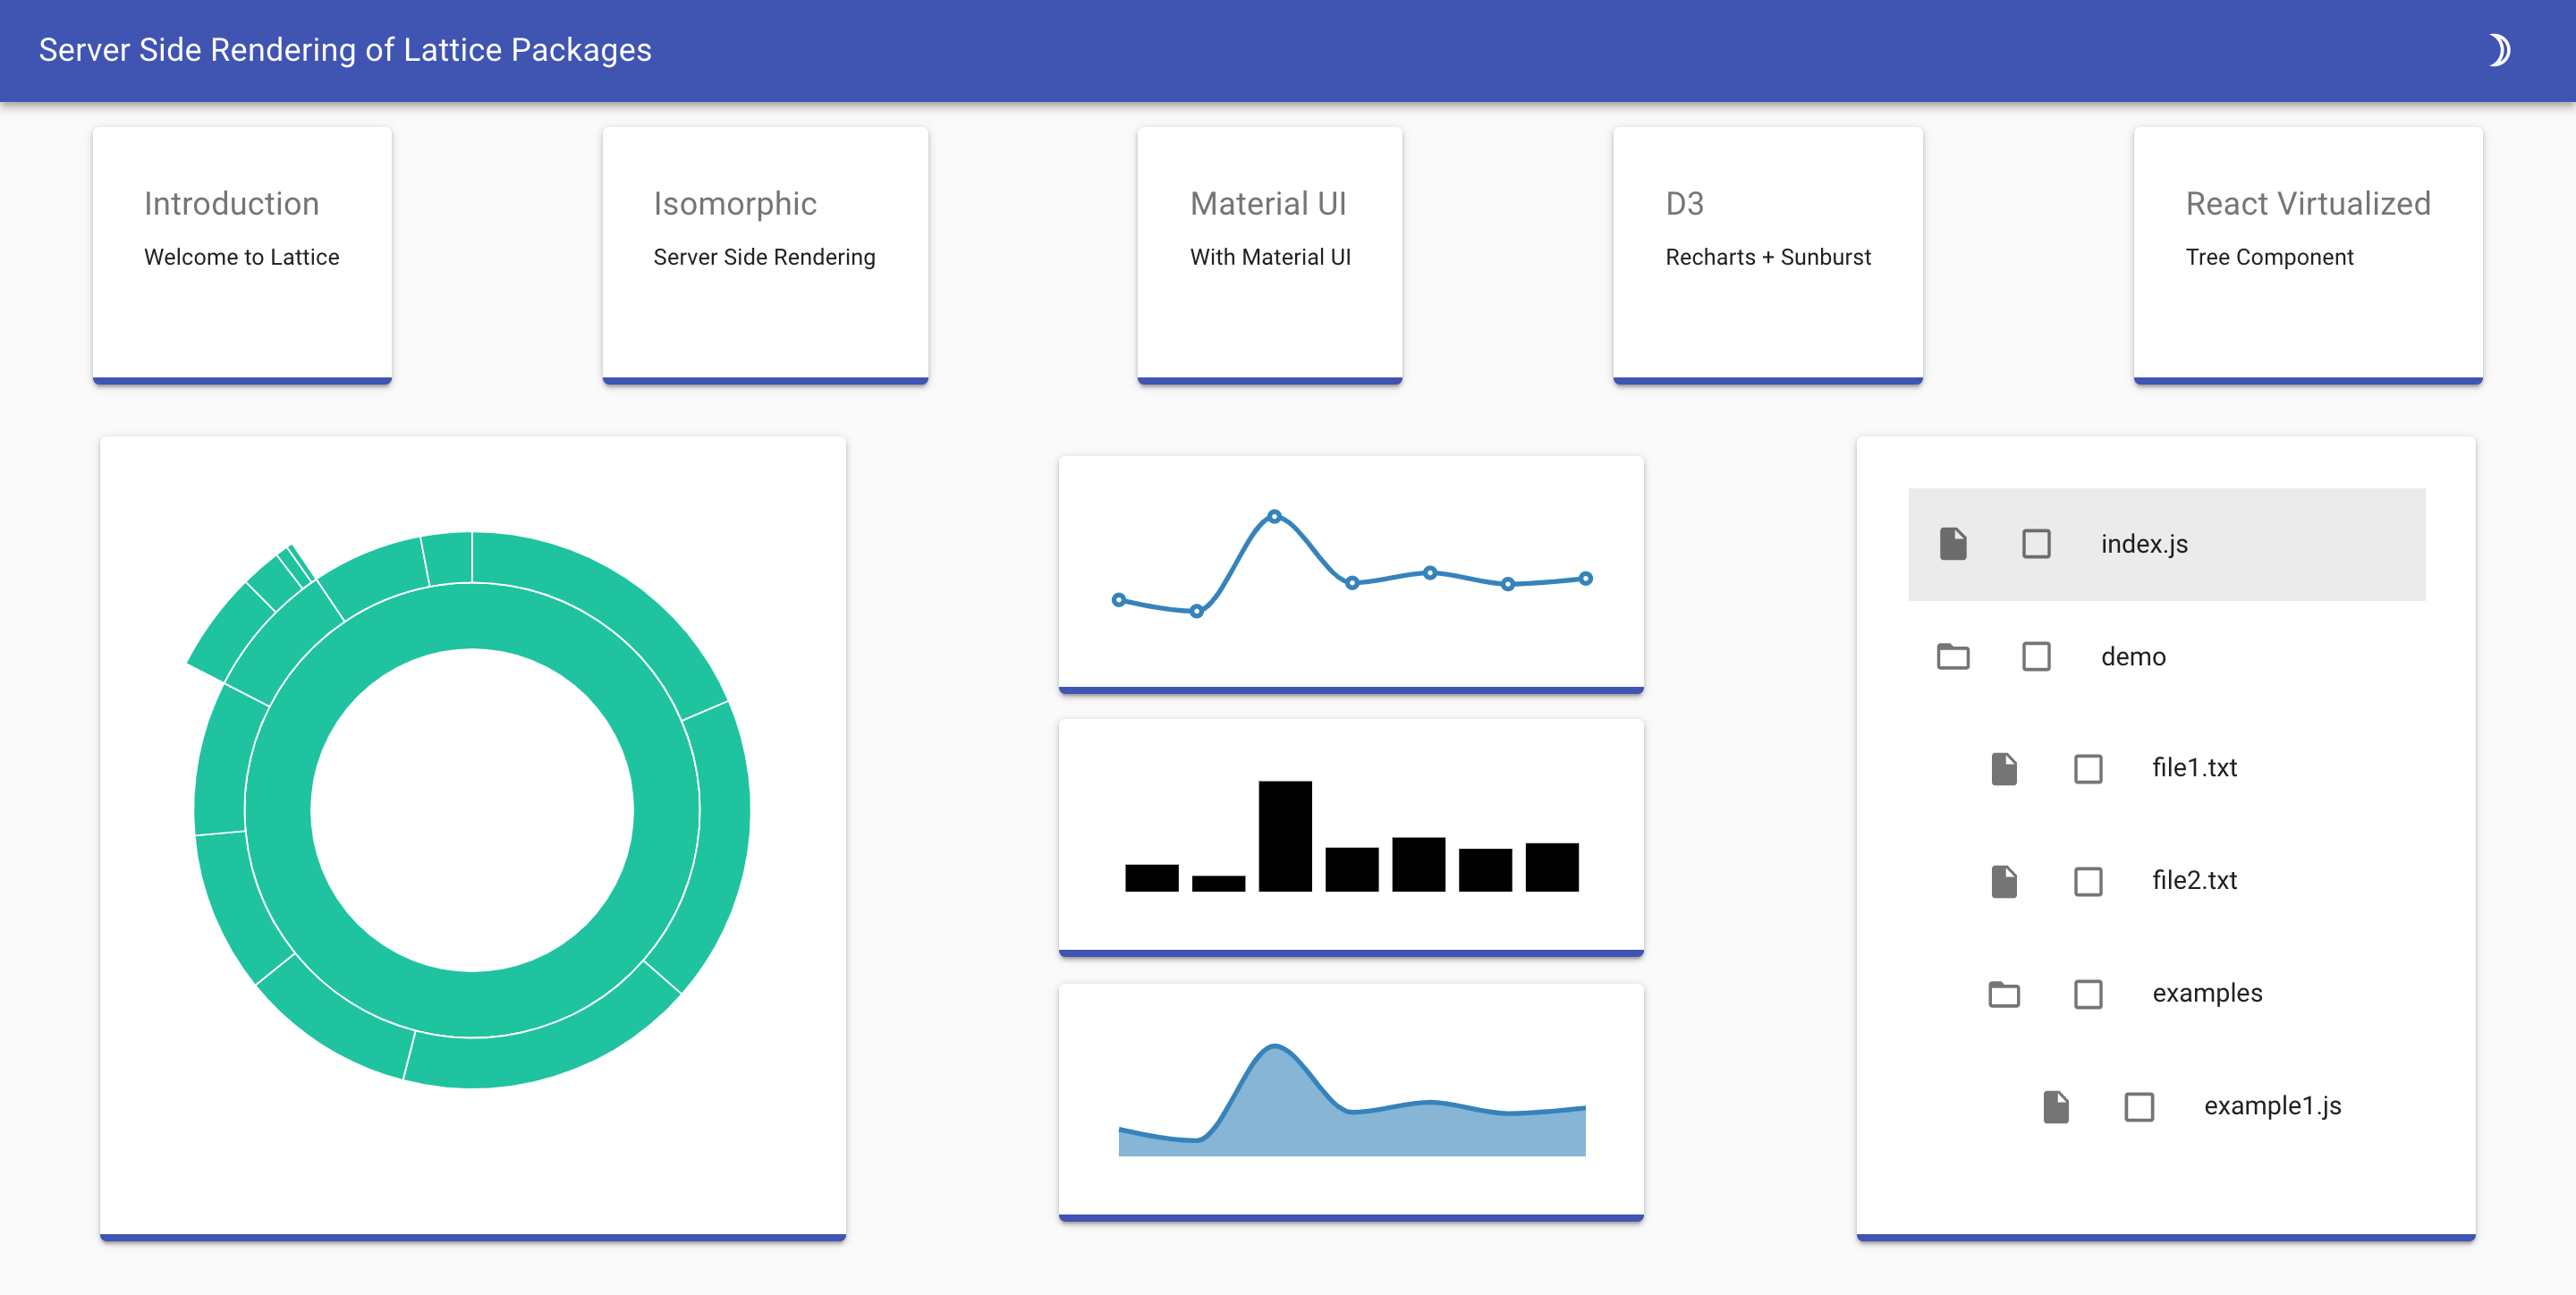 Server Side Rendering of Lattice Packages
Introduction
Welcome to Lattice
Isomorphic
Server Side Rendering
Material UI
With Material UI
D3
Recharts + Sunburst
React Virtualized
Tree Component
index.js
demo
file1.txt
file2.txt
examples
example1.js